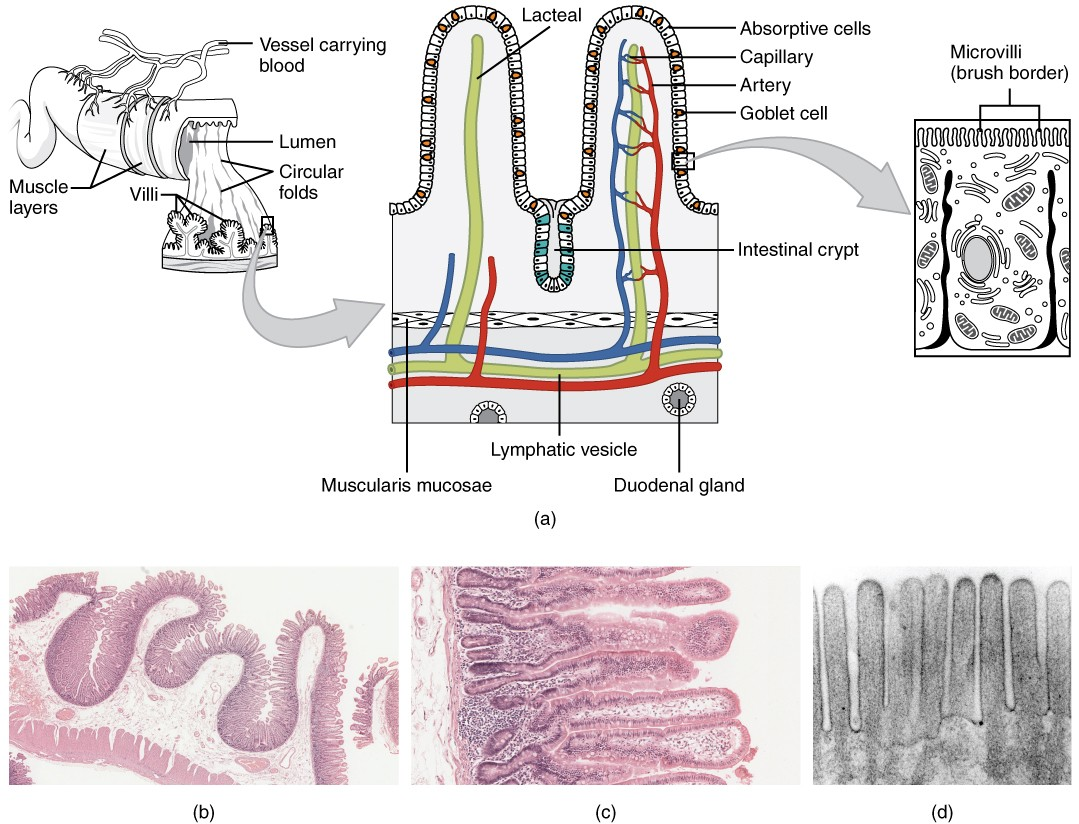 Vessel carrying
blood
Lumen
Circular
folds
Muscle
layers
Villi
Lacteal
Absorptive cells
Capillary
Artery
Goblet cell
Intestinal crypt
Microvilli
(brush border)
Lymphatic vesicle
Muscularis mucosae
Duodenal gland
(a)
(b)
(c)
(d)